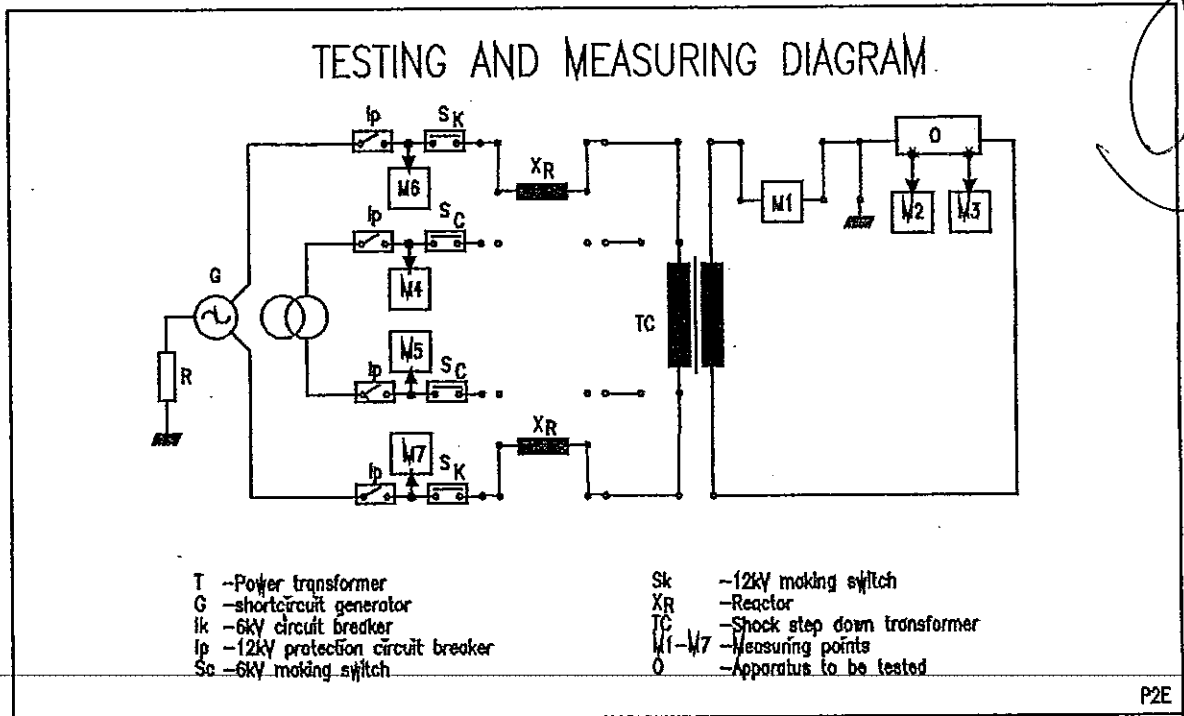 TESTING AND MEASURING DIAGRAM
Ip
SK
M6
XR
M1
O
M2
M3
Ip
SC
M4
G
TC
M5
R
Ip
SC
XR
M7
Ip
SK
T -Power transformer
G -shortcircuit generator
Ik -6kV circuit breaker
Ip -12kV protection circuit breaker
Sc -6kV making switch
Sk -12kV making switch
XR -Reactor
TC -Shock step down transformer
M1-M7 -Measuring points
O -Apparatus to be tested
P2E